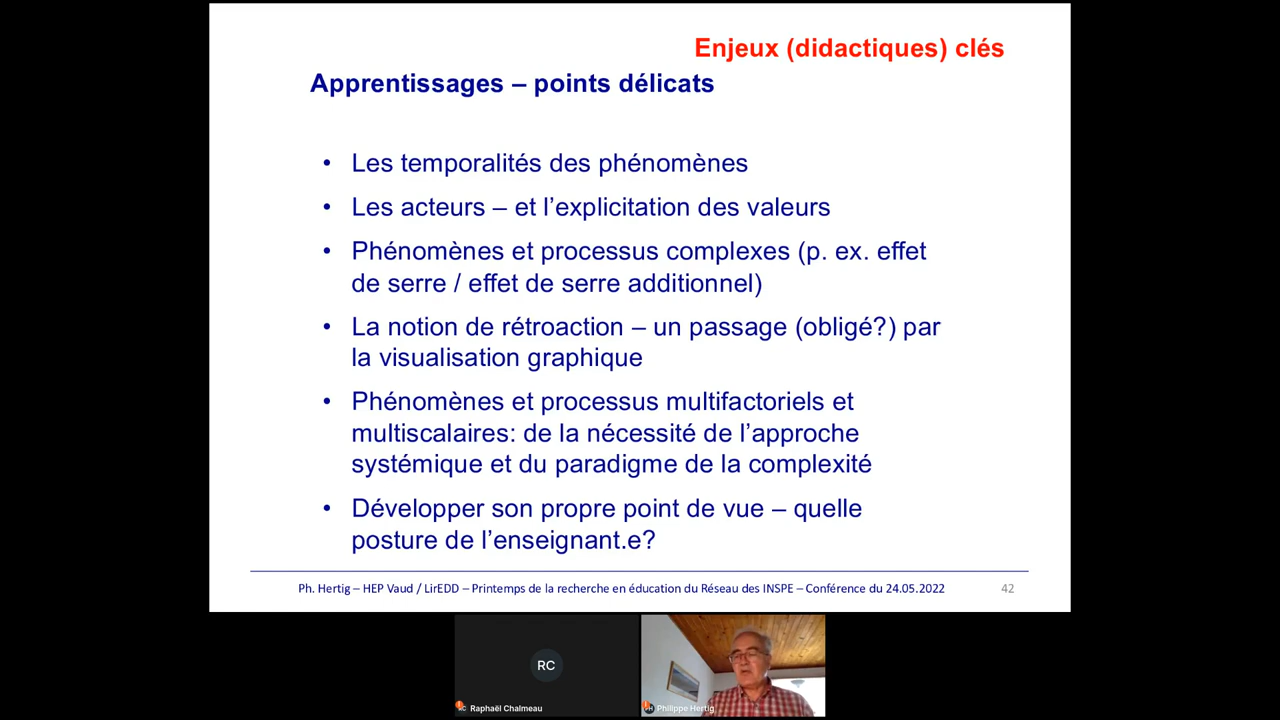 Enjeux (didactiques) clés
Apprentissages – points délicats
• Les temporalités des phénomènes
• Les acteurs – et l’explicitation des valeurs
• Phénomènes et processus complexes (p. ex. effet
de serre / effet de serre additionnel)
• La notion de rétroaction – un passage (obligé?) par
la visualisation graphique
• Phénomènes et processus multifactoriels et
multiscalaires: de la nécessité de l’approche
systémique et du paradigme de la complexité
• Développer son propre point de vue – quelle
posture de l’enseignant.e?
Ph. Hertig – HEP Vaud / LirEDD – Printemps de la recherche en éducation du Réseau des INSPE – Conférence du 24.05.2022 42
RC
Raphaël Chalmeau
Philippe Hertig